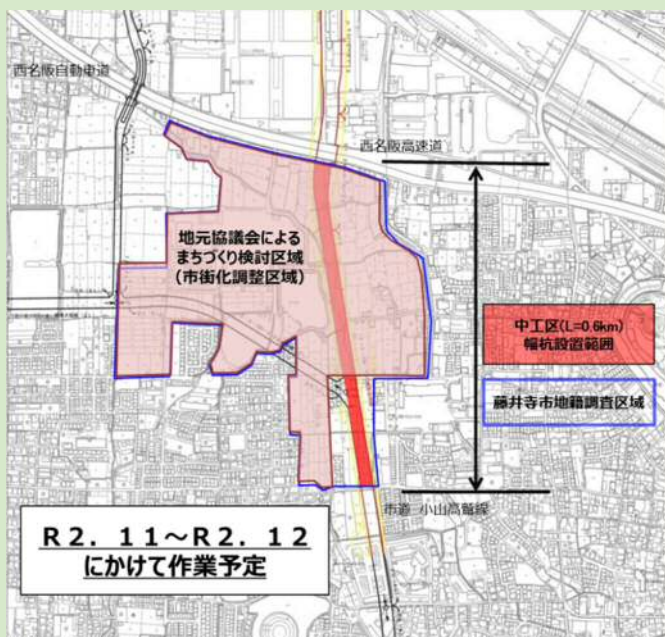 西名阪自動車道
西名阪高速道
地元協議会による
まちづくり検討区域
（市街化調整区域）
中工区(L=0.6km)
幅杭設置範囲
藤井寺市地籍調査区域
市道 小山高鷲線
R2．11～R2．12
にかけて作業予定